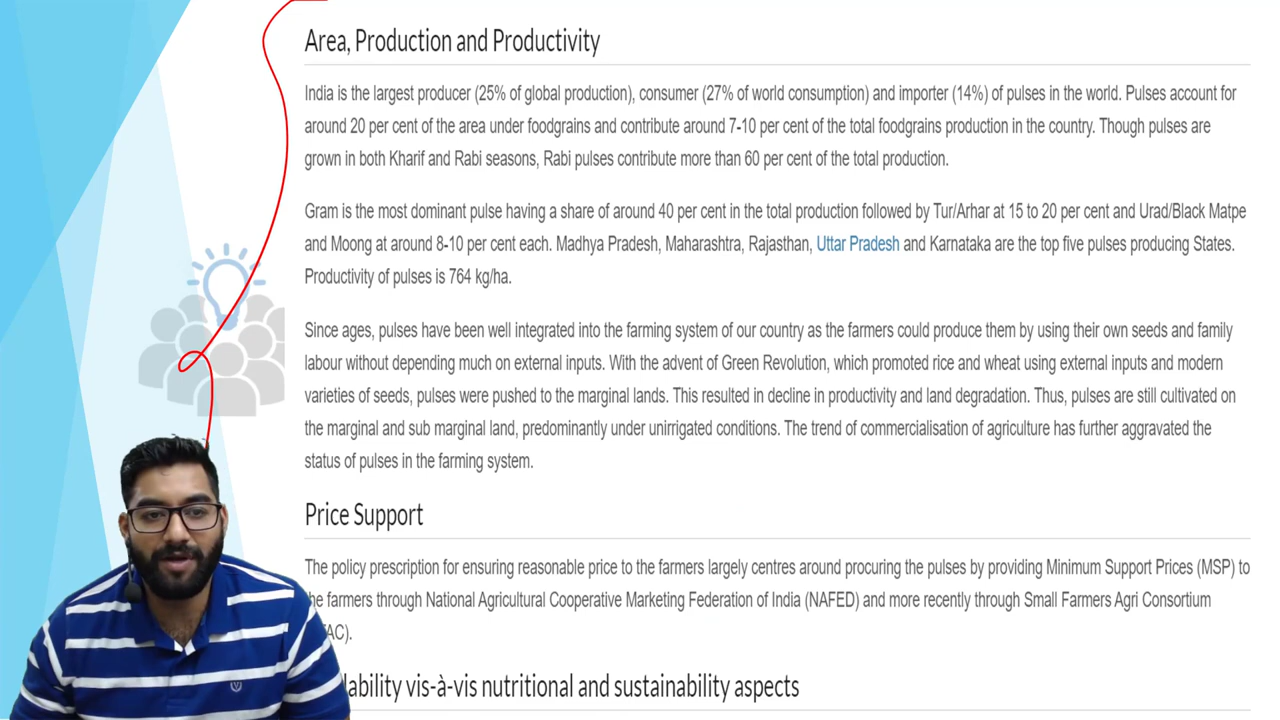 Area, Production and Productivity
India is the largest producer (25% of global production), consumer (27% of world consumption) and importer (14%) of pulses in the world. Pulses account for
around 20 per cent of the area under foodgrains and contribute around 7-10 per cent of the total foodgrains production in the country. Though pulses are
grown in both Kharif and Rabi seasons, Rabi pulses contribute more than 60 per cent of the total production.
Gram is the most dominant pulse having a share of around 40 per cent in the total production followed by Tur/Arhar at 15 to 20 per cent and Urad/Black Matpe
and Moong at around 8-10 per cent each. Madhya Pradesh, Maharashtra, Rajasthan, Uttar Pradesh and Karnataka are the top five pulses producing States.
Productivity of pulses is 764 kg/ha.
Since ages, pulses have been well integrated into the farming system of our country as the farmers could produce them by using their own seeds and family
labour without depending much on external inputs. With the advent of Green Revolution, which promoted rice and wheat using external inputs and modern
varieties of seeds, pulses were pushed to the marginal lands. This resulted in decline in productivity and land degradation. Thus, pulses are still cultivated on
the marginal and sub marginal land, predominantly under unirrigated conditions. The trend of commercialisation of agriculture has further aggravated the
status of pulses in the farming system.
Price Support
The policy prescription for ensuring reasonable price to the farmers largely centres around procuring the pulses by providing Minimum Support Prices (MSP) to
the farmers through National Agricultural Cooperative Marketing Federation of India (NAFED) and more recently through Small Farmers Agri Consortium
vis-à-vis nutritional and sustainability aspects